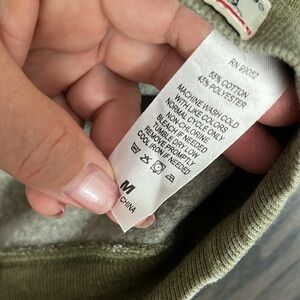 RN 99062
55% COTTON
45% POLYESTER
MACHINE WASH COLD
WITH LIKE COLORS
NORMAL CYCLE ONLY
NON-CHLORINE
BLEACH IF NEEDED
TUMBLE DRY LOW
REMOVE PROMPTLY
COOL IRON IF NEEDED
M
CHINA